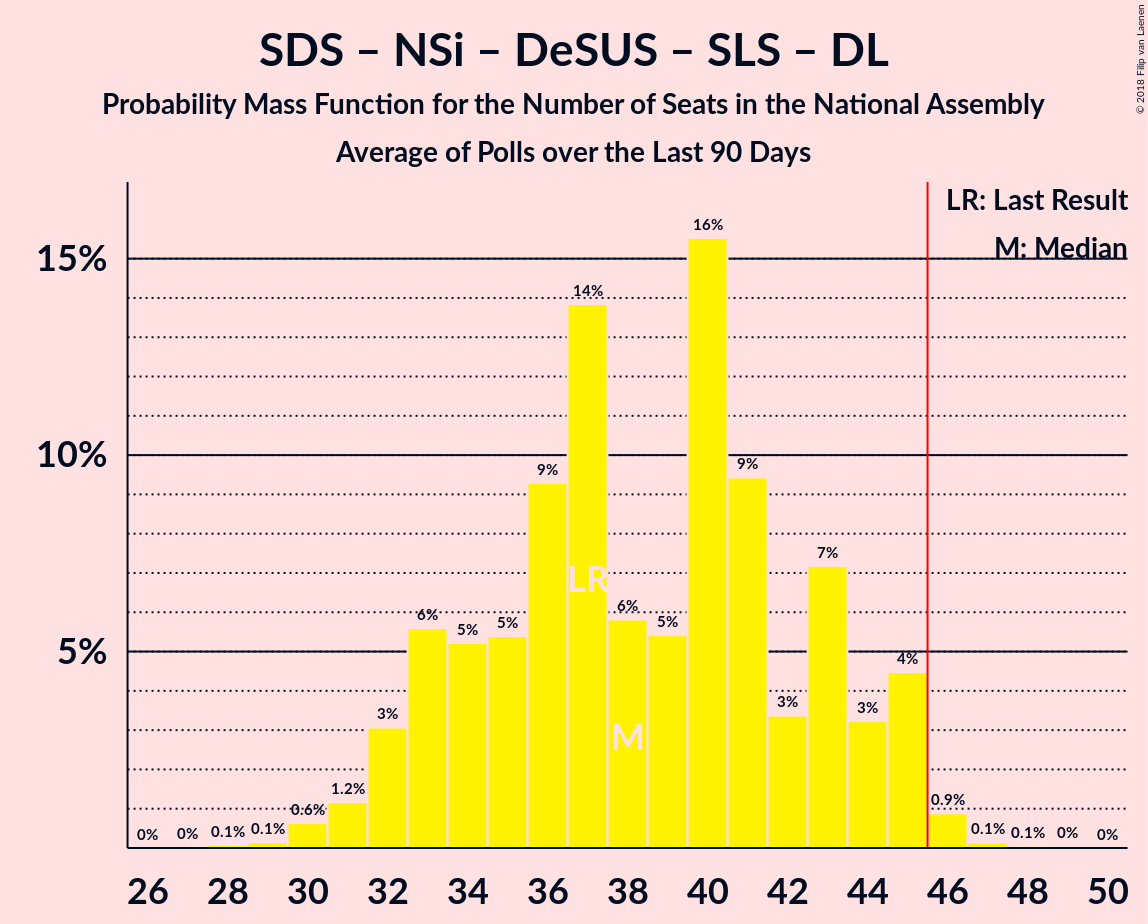 SDS – NSi – DeSUS – SLS – DL
Probability Mass Function for the Number of Seats in the National Assembly
Average of Polls over the Last 90 Days
© 2018 Filip van Laenen
LR: Last Result
M: Median
15%
10%
5%
0% 0% 0.1% 0.1% 0.6% 1.2% 3% 6% 5% 5% 9% 14% 6% 5% 16% 9% 3% 7% 3% 4% 0.9% 0.1% 0.1% 0% 0%
LR
M
26 28 30 32 34 36 38 40 42 44 46 48 50